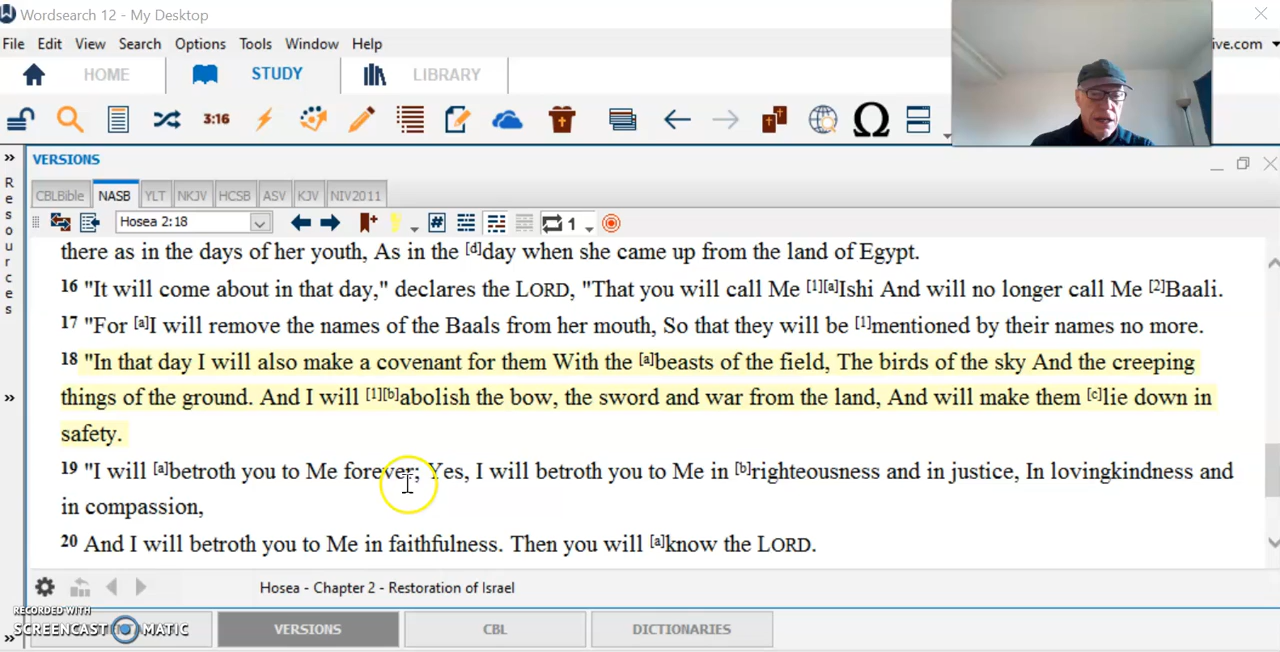 Wordsearch 12 - My Desktop
File Edit View Search Options Tools Window Help ive.com
HOME STUDY LIBRARY
3:16 Ω
» VERSIONS
Resources
CBLBible NASB YLT NKJV HCSB ASV KJV NIV2011
Hosea 2:18 # 1
there as in the days of her youth, As in the [d]day when she came up from the land of Egypt.
16 "It will come about in that day," declares the LORD, "That you will call Me [1][a]Ishi And will no longer call Me [2]Baali.
17 "For [a]I will remove the names of the Baals from her mouth, So that they will be [1]mentioned by their names no more.
18 "In that day I will also make a covenant for them With the [a]beasts of the field, The birds of the sky And the creeping
things of the ground. And I will [1][b]abolish the bow, the sword and war from the land, And will make them [c]lie down in
safety.
19 "I will [a]betroth you to Me forever; Yes, I will betroth you to Me in [b]righteousness and in justice, In lovingkindness and
in compassion,
20 And I will betroth you to Me in faithfulness. Then you will [a]know the LORD.
Hosea - Chapter 2 - Restoration of Israel
RECORDED WITH
SCREENCAST MATIC
VERSIONS CBL DICTIONARIES